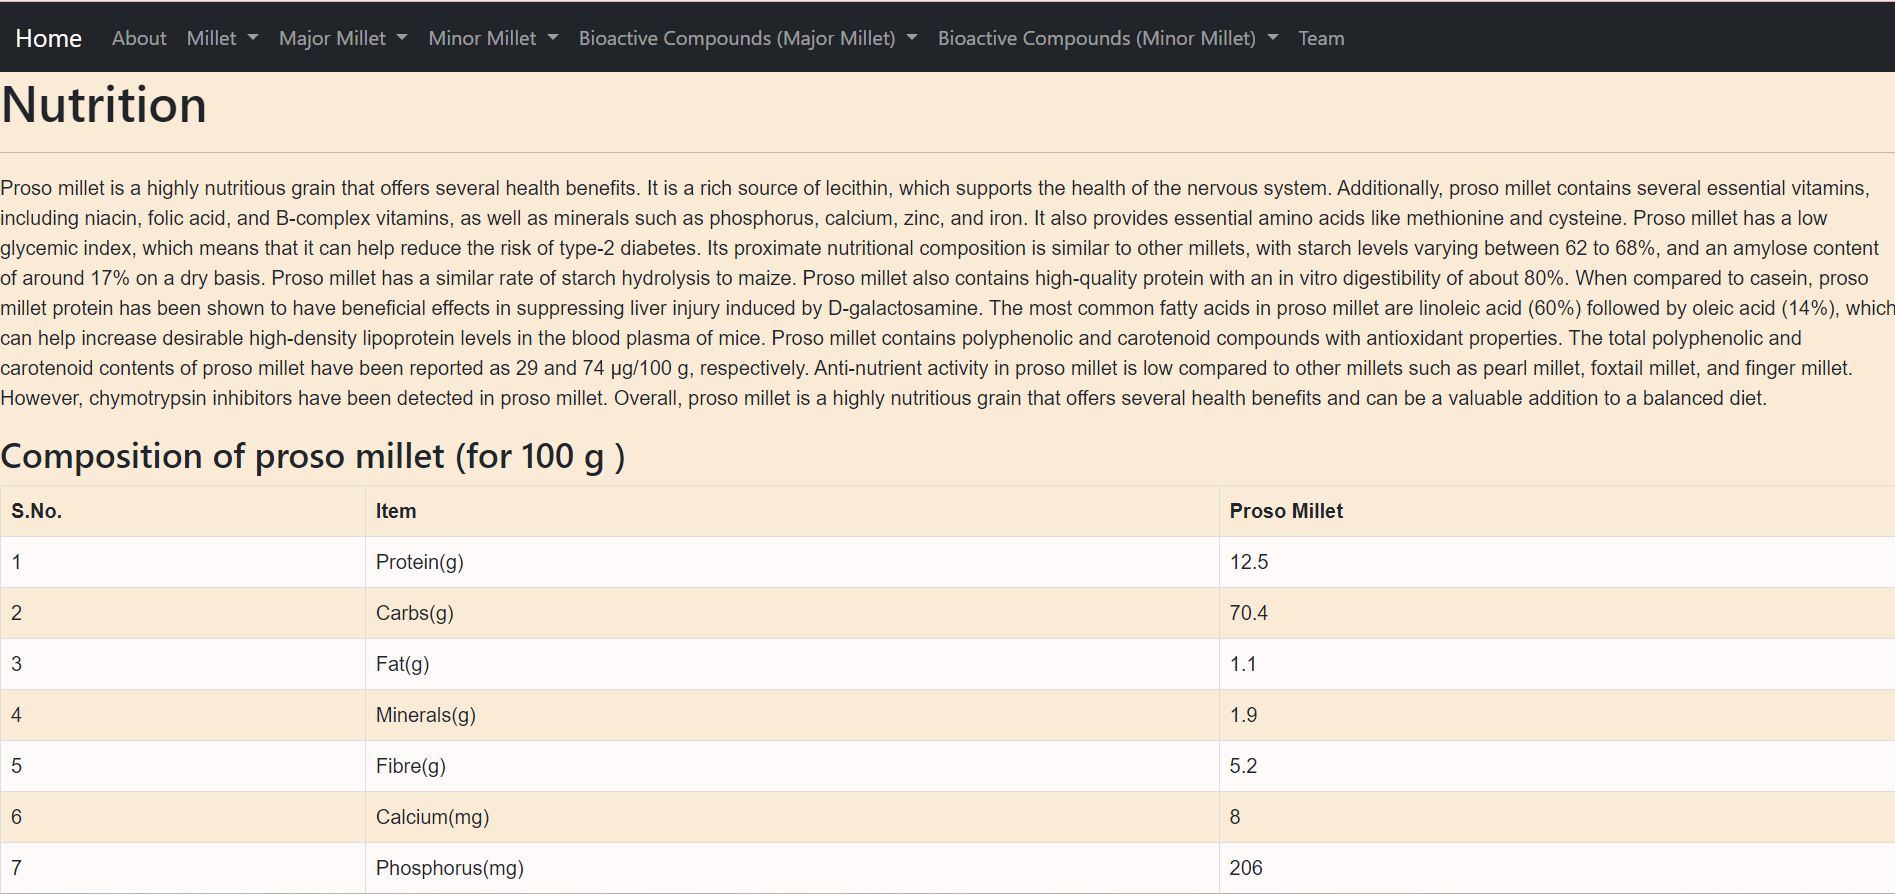 Home About Millet Major Millet Minor Millet Bioactive Compounds (Major Millet) Bioactive Compounds (Minor Millet) Team
Nutrition
Proso millet is a highly nutritious grain that offers several health benefits. It is a rich source of lecithin, which supports the health of the nervous system. Additionally, proso millet contains several essential vitamins,
including niacin, folic acid, and B-complex vitamins, as well as minerals such as phosphorus, calcium, zinc, and iron. It also provides essential amino acids like methionine and cysteine. Proso millet has a low
glycemic index, which means that it can help reduce the risk of type-2 diabetes. Its proximate nutritional composition is similar to other millets, with starch levels varying between 62 to 68%, and an amylose content
of around 17% on a dry basis. Proso millet has a similar rate of starch hydrolysis to maize. Proso millet also contains high-quality protein with an in vitro digestibility of about 80%. When compared to casein, proso
millet protein has been shown to have beneficial effects in suppressing liver injury induced by D-galactosamine. The most common fatty acids in proso millet are linoleic acid (60%) followed by oleic acid (14%), which
can help increase desirable high-density lipoprotein levels in the blood plasma of mice. Proso millet contains polyphenolic and carotenoid compounds with antioxidant properties. The total polyphenolic and
carotenoid contents of proso millet have been reported as 29 and 74 μg/100 g, respectively. Anti-nutrient activity in proso millet is low compared to other millets such as pearl millet, foxtail millet, and finger millet.
However, chymotrypsin inhibitors have been detected in proso millet. Overall, proso millet is a highly nutritious grain that offers several health benefits and can be a valuable addition to a balanced diet.
Composition of proso millet (for 100 g )
S.No. Item Proso Millet
1 Protein(g) 12.5
2 Carbs(g) 70.4
3 Fat(g) 1.1
4 Minerals(g) 1.9
5 Fibre(g) 5.2
6 Calcium(mg) 8
7 Phosphorus(mg) 206